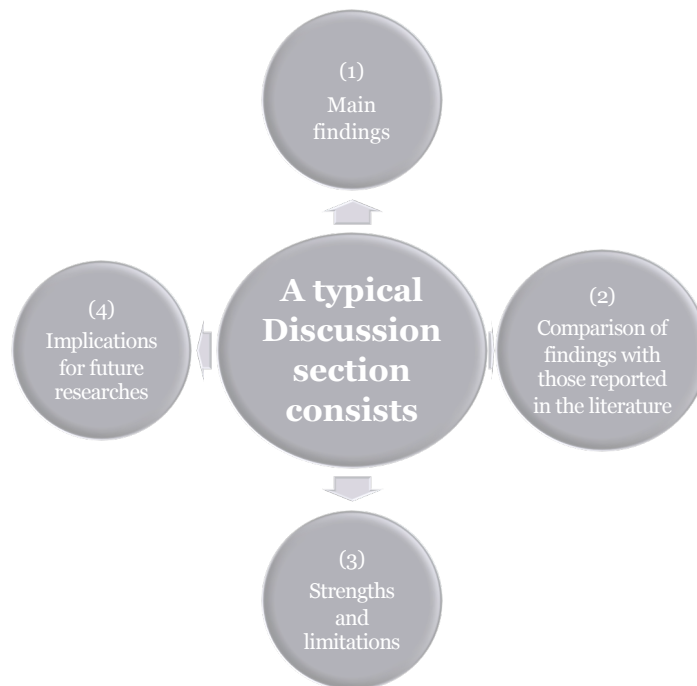 (1)
Main
findings
A typical
Discussion
section
consists
(2)
Comparison of
findings with
those reported
in the literature
(3)
Strengths
and
limitations
(4)
Implications
for future
researches